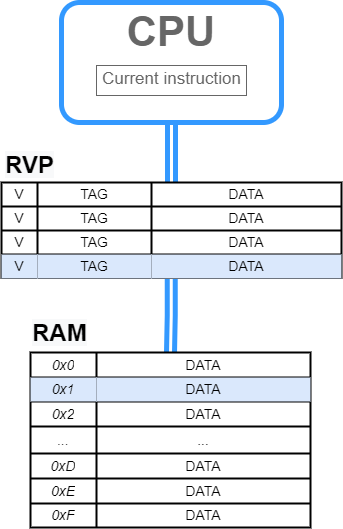 CPU
Current instruction
RVP
V TAG DATA
V TAG DATA
V TAG DATA
V TAG DATA
RAM
0x0 DATA
0x1 DATA
0x2 DATA
... ...
0xD DATA
0xE DATA
0xF DATA